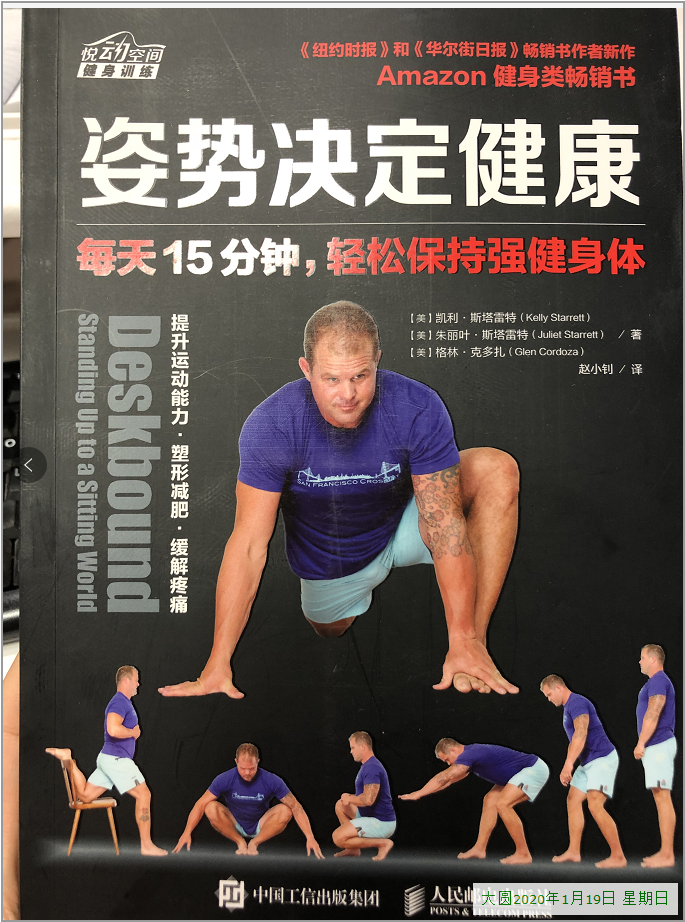 悦动空间
健身训练
《纽约时报》和《华尔街日报》畅销书作者新作
Amazon 健身类畅销书
姿势决定健康
每天15分钟，轻松保持强健身体
【美】凯利·斯塔雷特（Kelly Starrett）
【美】朱丽叶·斯塔雷特（Juliet Starrett） ／著
【美】格林·克多扎（Glen Cordoza）
赵小钊／译
提升运动能力·塑形减肥·缓解疼痛
Deskbound
Standing Up to a Sitting World
SAN FRANCISCO CROSSFIT
中国工信出版集团
人民邮电出版社
POSTS & TELECOM PRESS
大圆2020年1月19日 星期日